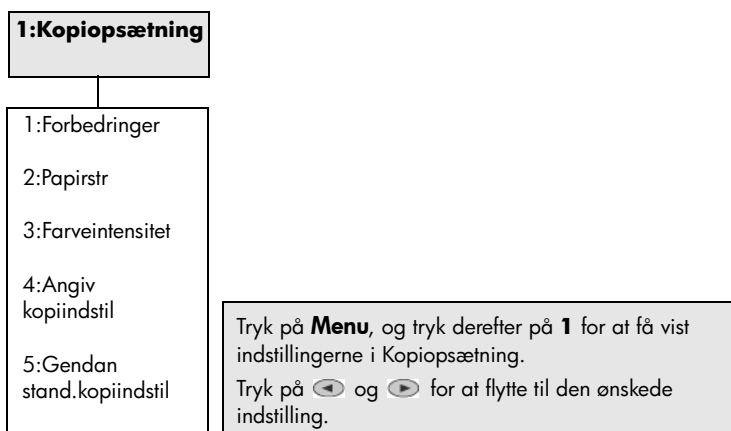 1:Kopiopsætning
1:Forbedringer
2:Papirstr
3:Farveintensitet
4:Angiv
kopiindstil
5:Gendan
stand.kopiindstil
Tryk på Menu, og tryk derefter på 1 for at få vist
indstillingerne i Kopiopsætning.
Tryk på og for at flytte til den ønskede
indstilling.